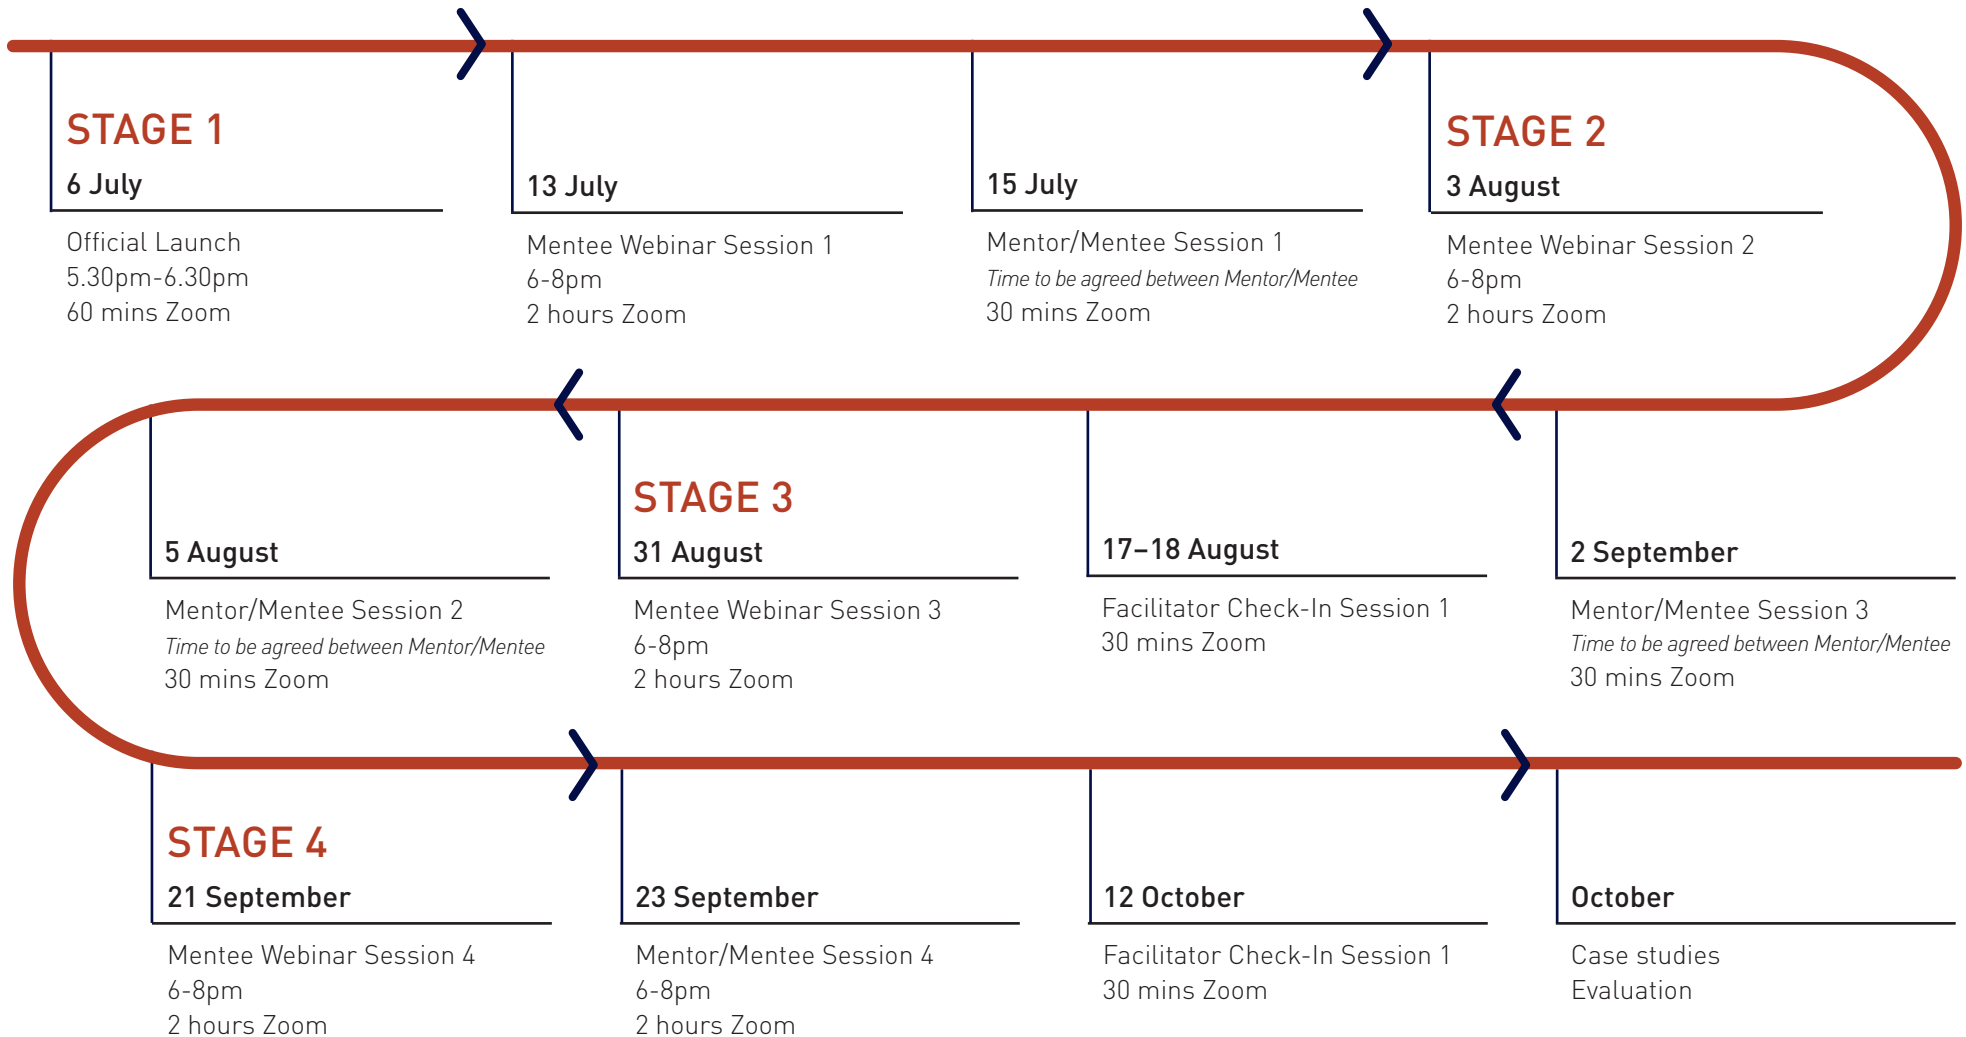 STAGE 1
6 July
Official Launch
5.30pm-6.30pm
60 mins Zoom
13 July
Mentee Webinar Session 1
6-8pm
2 hours Zoom
15 July
Mentor/Mentee Session 1
Time to be agreed between Mentor/Mentee
30 mins Zoom
STAGE 2
3 August
Mentee Webinar Session 2
6-8pm
2 hours Zoom
5 August
Mentor/Mentee Session 2
Time to be agreed between Mentor/Mentee
30 mins Zoom
STAGE 3
31 August
Mentee Webinar Session 3
6-8pm
2 hours Zoom
17–18 August
Facilitator Check-In Session 1
30 mins Zoom
2 September
Mentor/Mentee Session 3
Time to be agreed between Mentor/Mentee
30 mins Zoom
STAGE 4
21 September
Mentee Webinar Session 4
6-8pm
2 hours Zoom
23 September
Mentor/Mentee Session 4
6-8pm
2 hours Zoom
12 October
Facilitator Check-In Session 1
30 mins Zoom
October
Case studies
Evaluation